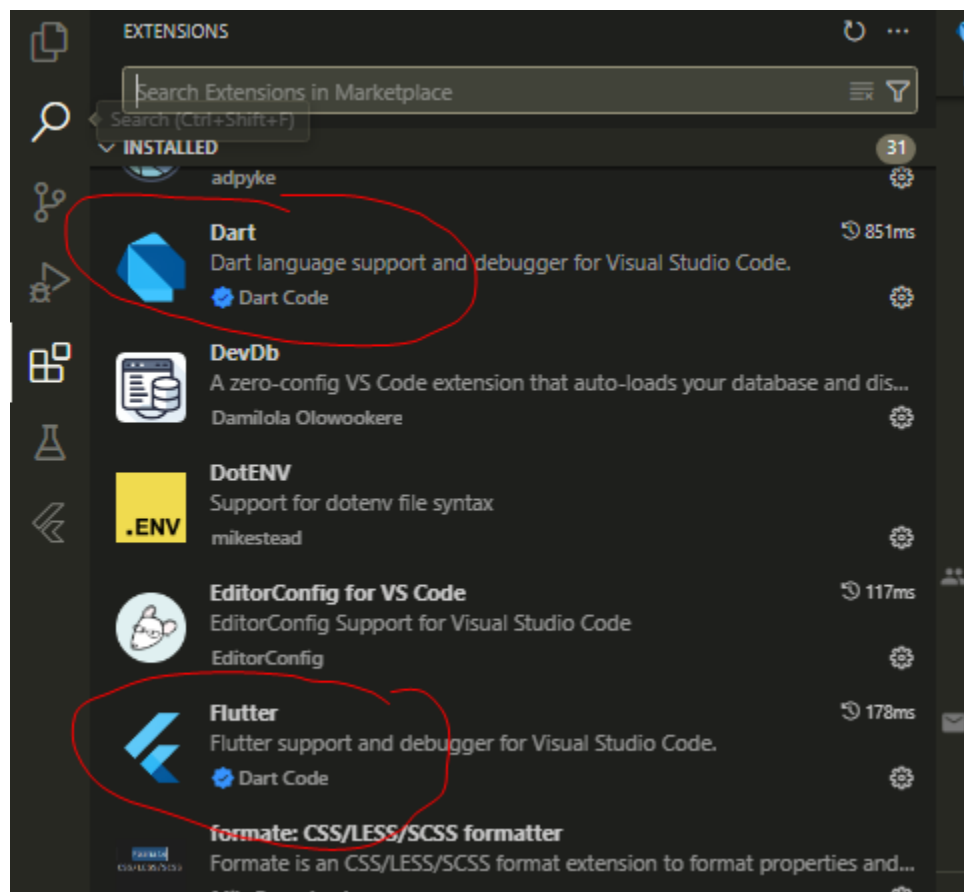 EXTENSIONS
Search Extensions in Marketplace
Search (Ctrl+Shift+F)
INSTALLED
31
adpyke
Dart
851ms
Dart language support and debugger for Visual Studio Code.
Dart Code
DevDb
A zero-config VS Code extension that auto-loads your database and dis...
Damilola Olowookere
DotENV
Support for dotenv file syntax
.ENV
mikestead
EditorConfig for VS Code
117ms
EditorConfig Support for Visual Studio Code
EditorConfig
Flutter
178ms
Flutter support and debugger for Visual Studio Code.
Dart Code
formate: CSS/LESS/SCSS formatter
Formate is an CSS/LESS/SCSS format extension to format properties and...